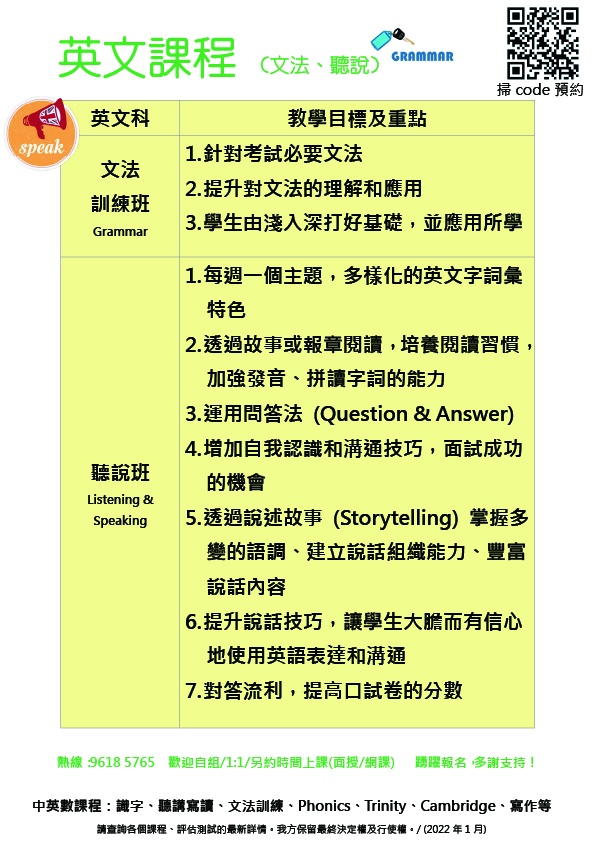 英文課程 （文法、聽說）
GRAMMAR
掃 code 預約
speak
英文科
教學目標及重點
文法
訓練班
Grammar
1.針對考試必要文法
2.提升對文法的理解和應用
3.學生由淺入深打好基礎，並應用所學
聽說班
Listening &
Speaking
1.每週一個主題，多樣化的英文字詞彙
特色
2.透過故事或報章閱讀，培養閱讀習慣，
加強發音、拼讀字詞的能力
3.運用問答法 (Question & Answer)
4.增加自我認識和溝通技巧，面試成功
的機會
5.透過說述故事 (Storytelling) 掌握多
變的語調、建立說話組織能力、豐富
說話內容
6.提升說話技巧，讓學生大膽而有信心
地使用英語表達和溝通
7.對答流利，提高口試卷的分數
熱線 :9618 5765 歡迎自組/1:1/另約時間上課(面授/網課) 踴躍報名，多謝支持！
中英數課程：識字、聽講寫讀、文法訓練、Phonics、Trinity、Cambridge、寫作等
請查詢各個課程、評估測試的最新詳情。我方保留最終決定權及行使權。/ (2022 年 1 月)